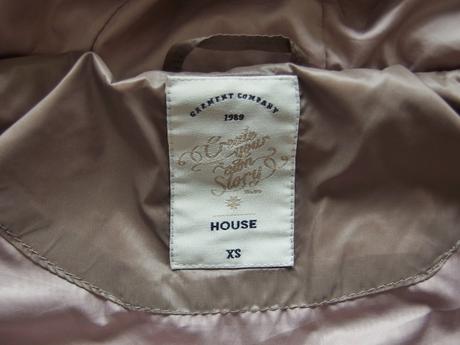 GARMENT COMPANY
1989
Create
your
own
Story
HOUSE
XS